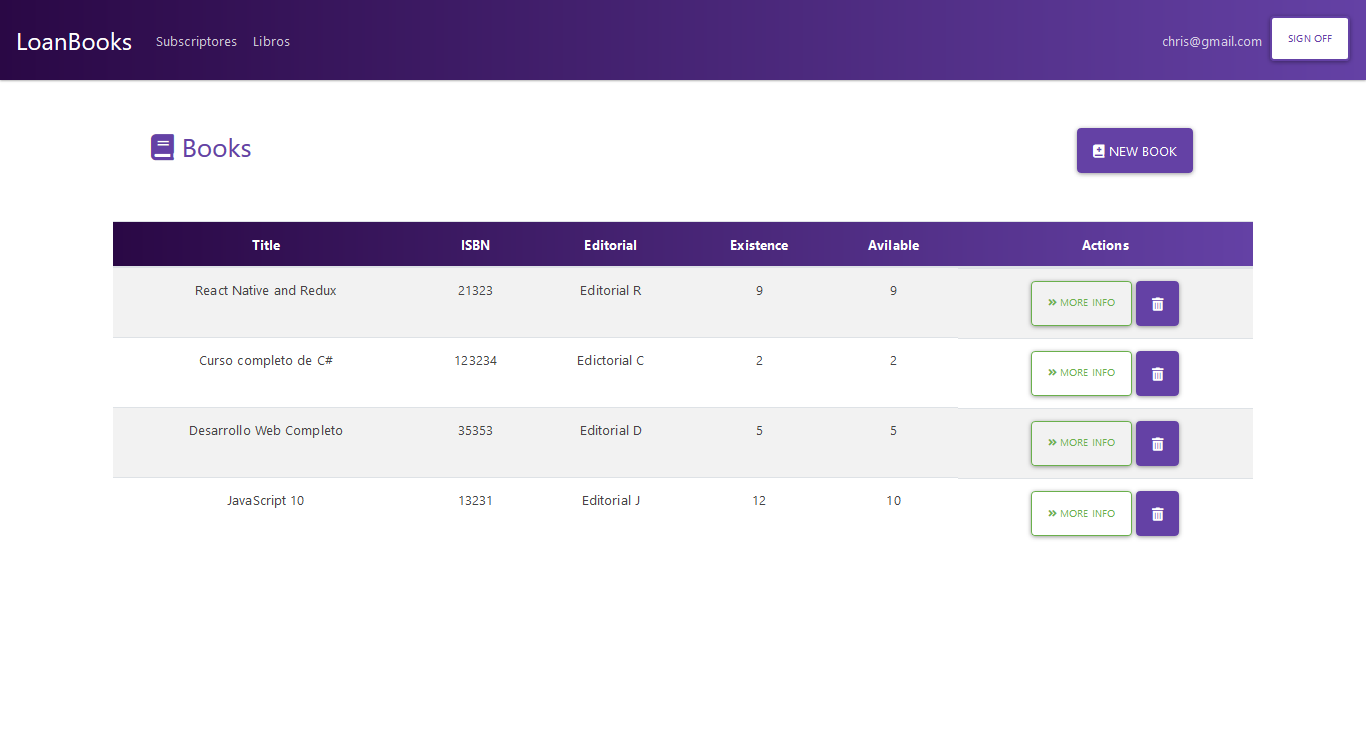 LoanBooks Subscriptores Libros chris@gmail.com SIGN OFF
Books NEW BOOK
Title ISBN Editorial Existence Avilable Actions
React Native and Redux 21323 Editorial R 9 9 MORE INFO
Curso completo de C# 123234 Edictorial C 2 2 MORE INFO
Desarrollo Web Completo 35353 Editorial D 5 5 MORE INFO
JavaScript 10 13231 Editorial J 12 10 MORE INFO